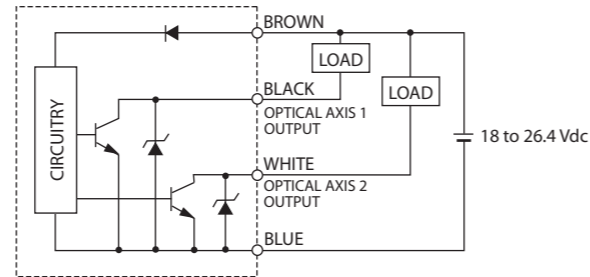 BROWN
LOAD
BLACK
LOAD
OPTICAL AXIS 1
OUTPUT
CIRCUITRY
18 to 26.4 Vdc
WHITE
OPTICAL AXIS 2
OUTPUT
BLUE